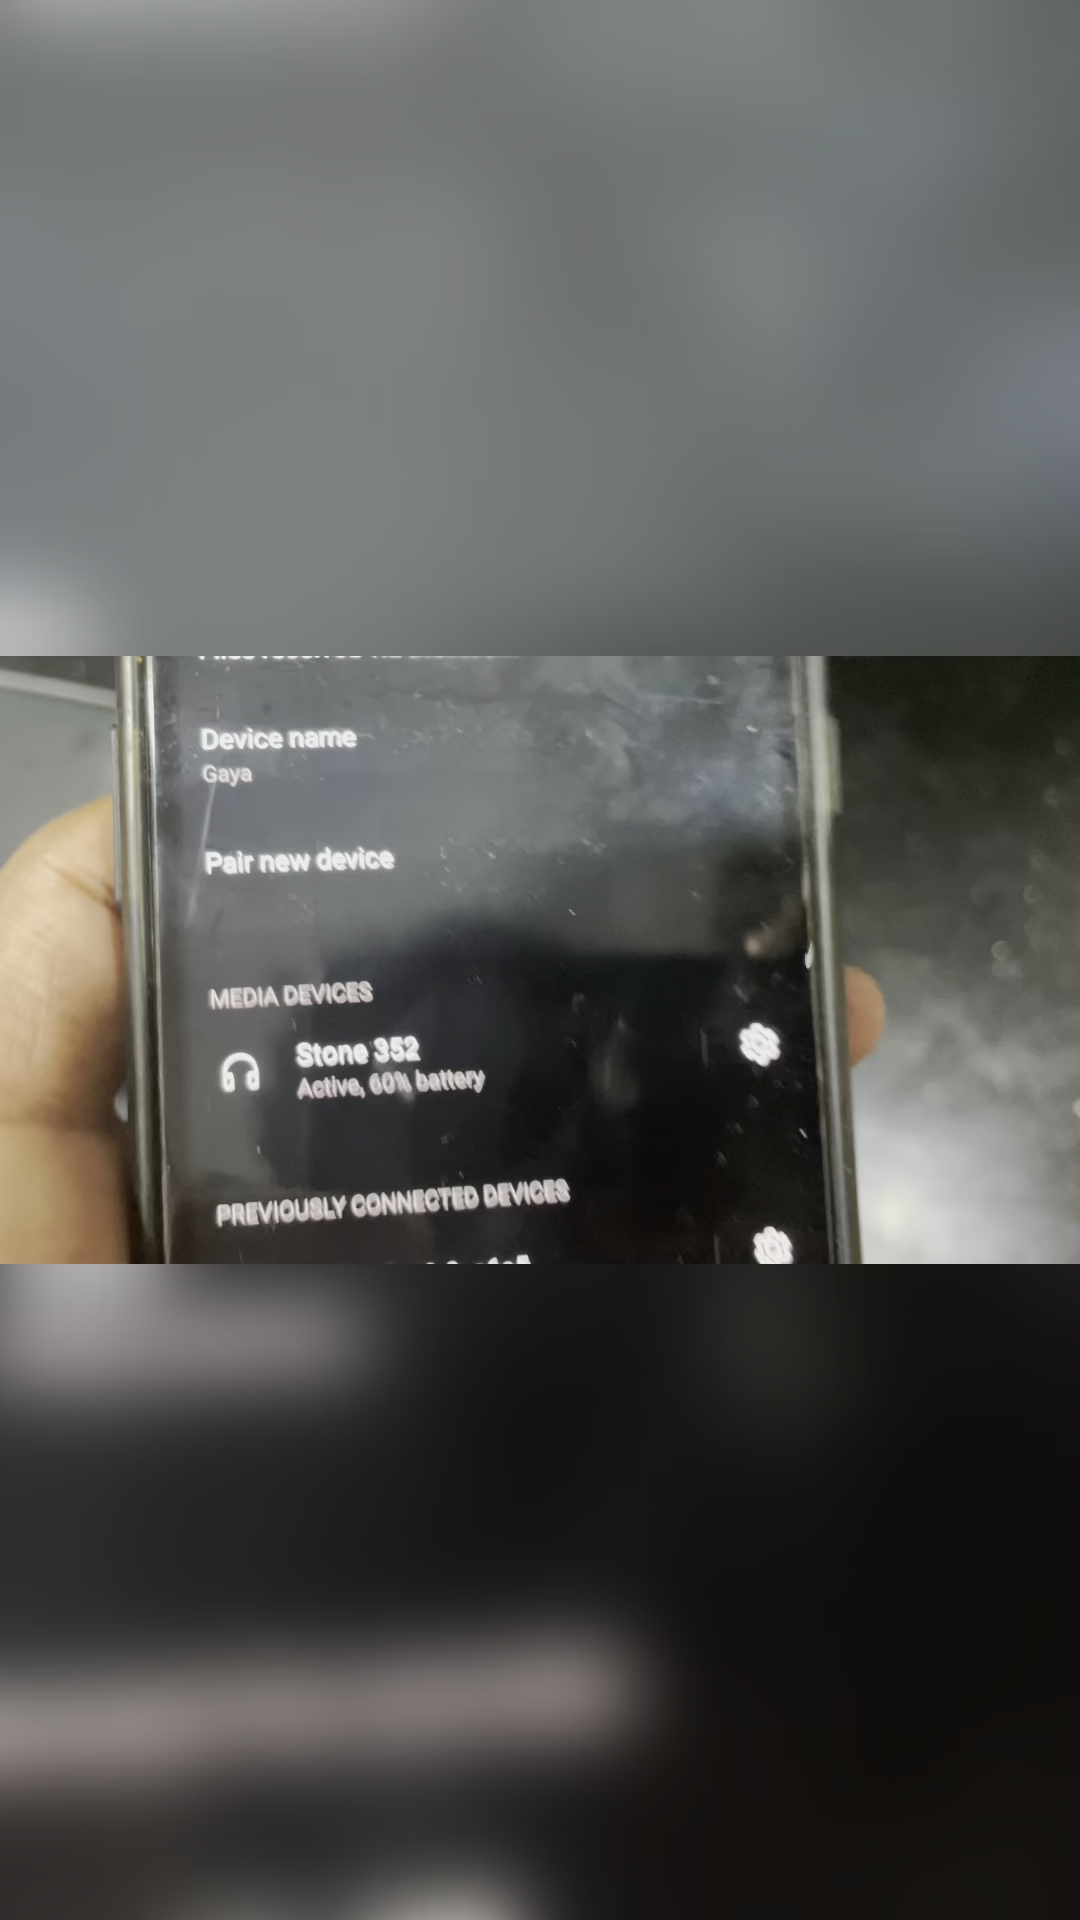 Device name
Gaya
Pair new device
MEDIA DEVICES
Stone 352
Active, 60% battery
PREVIOUSLY CONNECTED DEVICES